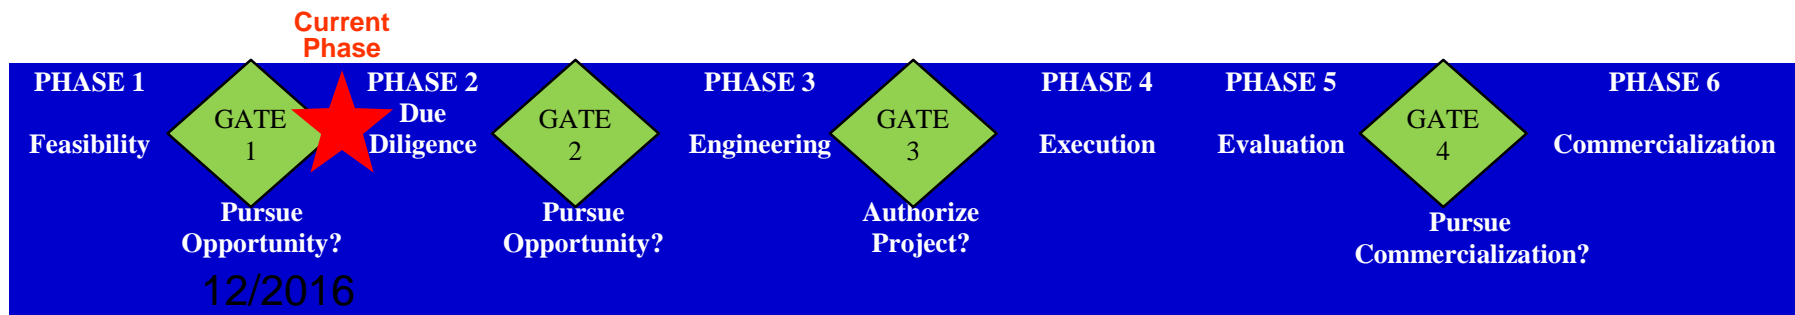 Current
Phase
PHASE 1
Feasibility
GATE
1
Pursue
Opportunity?
12/2016
PHASE 2
Due
Diligence
GATE
2
Pursue
Opportunity?
PHASE 3
Engineering
GATE
3
Authorize
Project?
PHASE 4
Execution
PHASE 5
Evaluation
GATE
4
Pursue
Commercialization?
PHASE 6
Commercialization